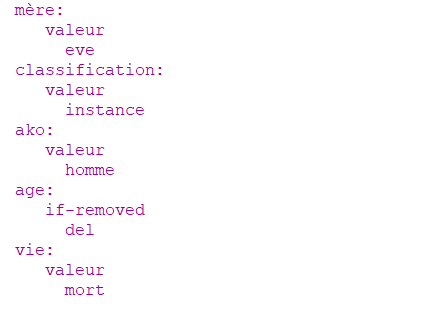 mère:
valeur
eve
classification:
valeur
instance
ako:
valeur
homme
age:
if-removed
del
vie:
valeur
mort